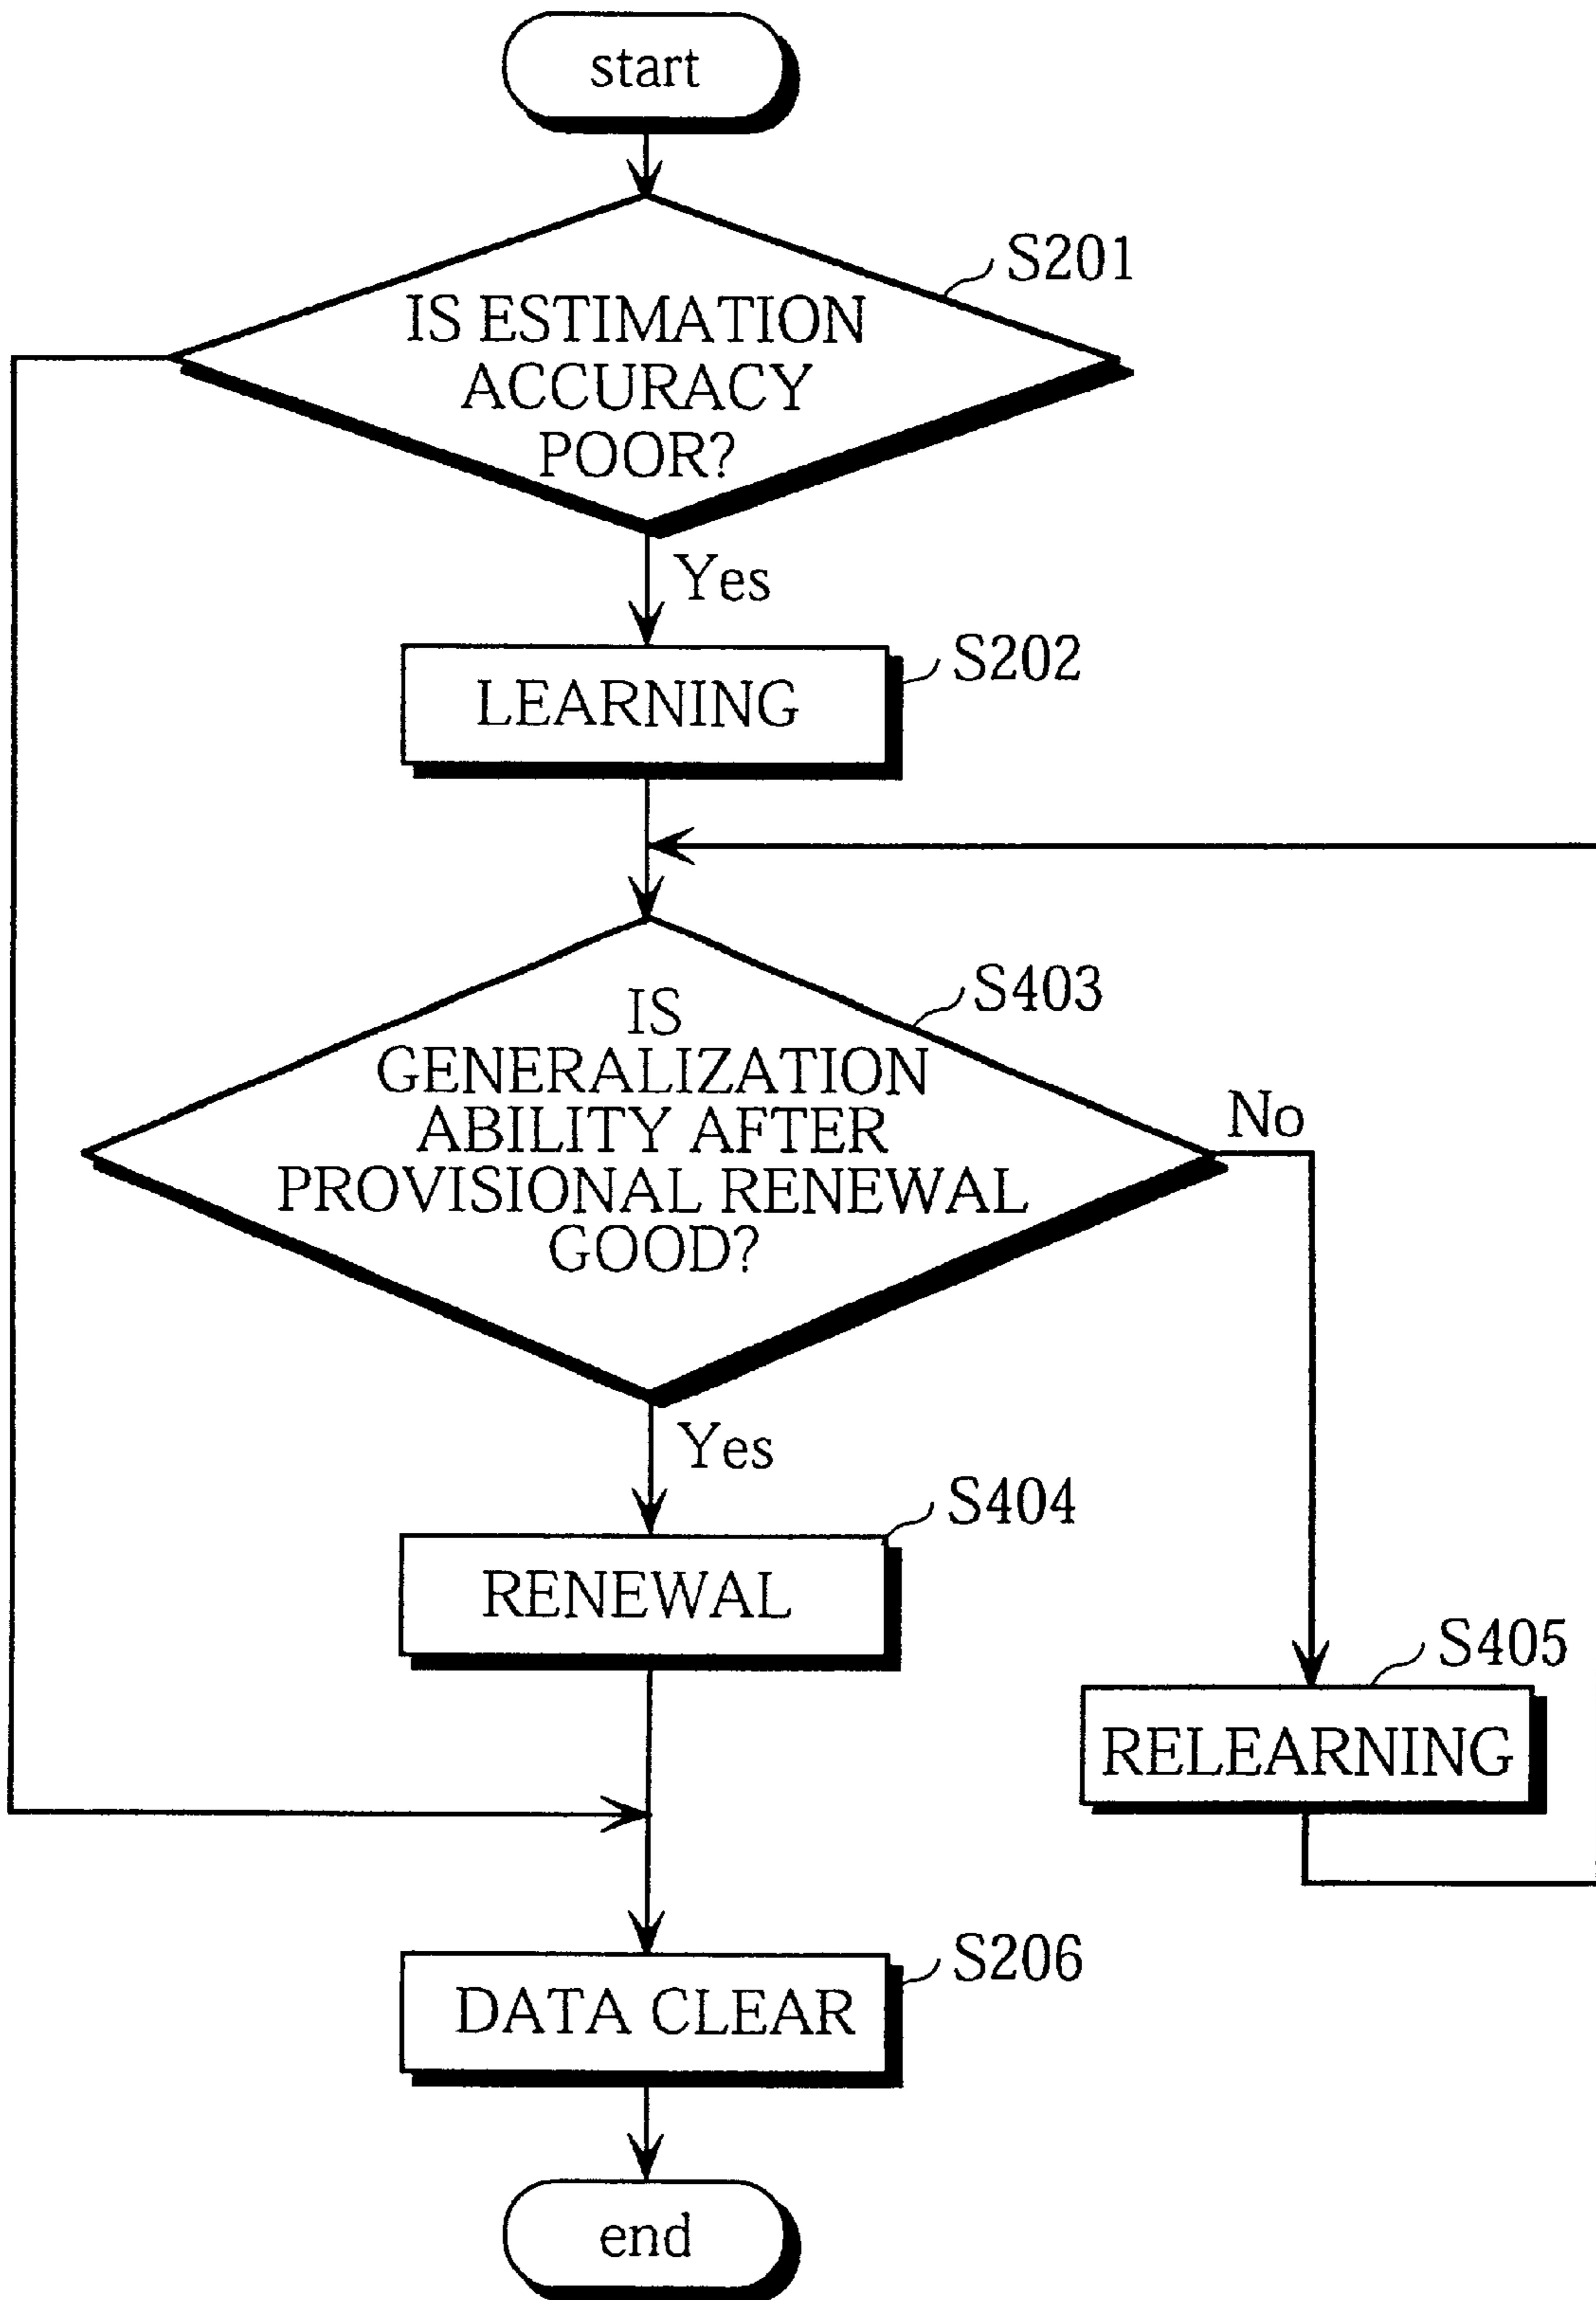 start
S201
IS ESTIMATION
ACCURACY
POOR?
Yes
S202
LEARNING
S403
IS
GENERALIZATION
ABILITY AFTER
PROVISIONAL RENEWAL
GOOD?
No
Yes
S404
RENEWAL
S405
RELEARNING
S206
DATA CLEAR
end